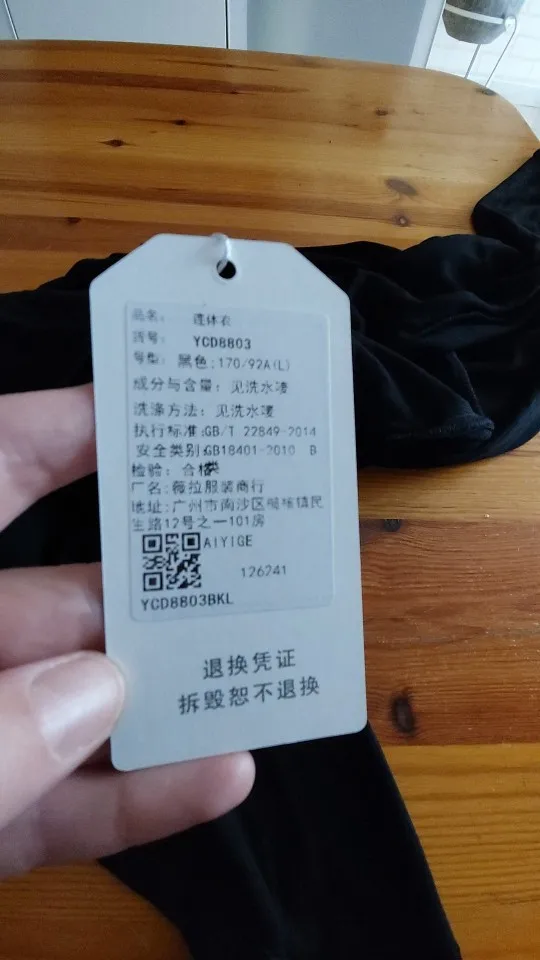 品名: 连体衣
货号: YCD8803
号型: 黑色:170/92A(L)
成分与含量: 见洗水唛
洗涤方法: 见洗水唛
执行标准:GB/T 22849-2014
安全类别:GB18401-2010 B类
检验: 合格
厂名:薇拉服装商行
地址:广州市南沙区榄核镇民
生路12号之一101房
AIYIGE
126241
YCD8803BKL
退换凭证
拆毁恕不退换